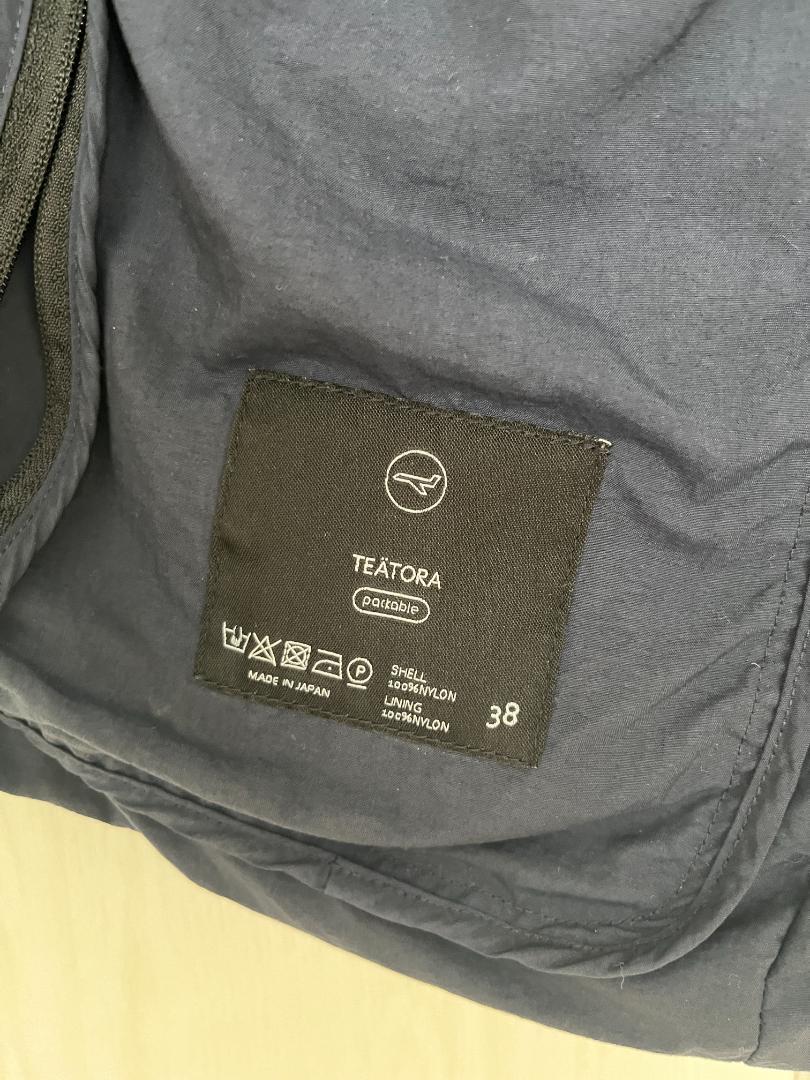 TEÄTORA
packable
P
MADE IN JAPAN
SHELL
100%NYLON
LINING
100%NYLON
38